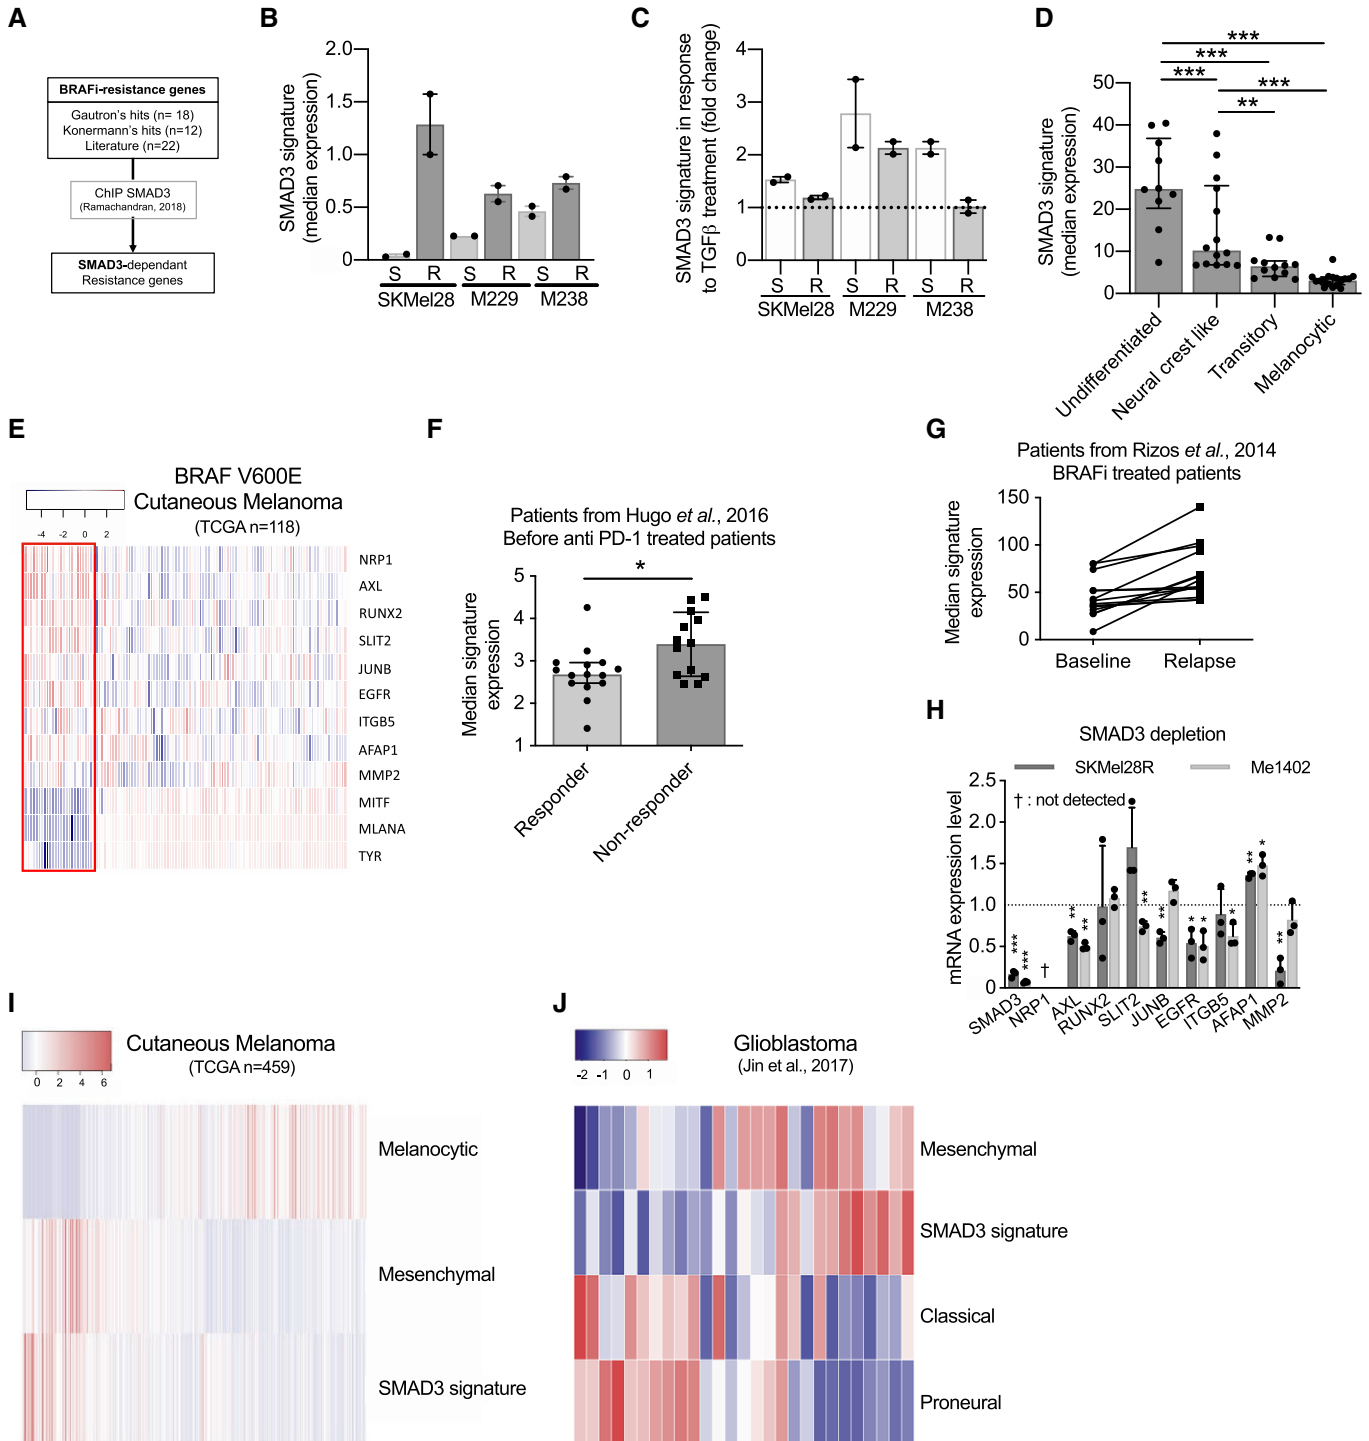 A
BRAFi-resistance genes
Gautron's hits (n= 18)
Konermann's hits (n=12)
Literature (n=22)
ChIP SMAD3
(Ramachandran, 2018)
SMAD3-dependant
Resistance genes
B
SMAD3 signature
(median expression)
2.0
1.5
1.0
0.5
0
S R S R S R
SKMel28 M229 M238
C
SMAD3 signature in response
to TGFβ treatment (fold change)
4
3
2
1
0
S R S R S R
SKMel28 M229 M238
D
SMAD3 signature
(median expression)
50
40
30
20
10
0
***
***
*** ***
**
Undifferentiated
Neural crest like
Transitory
Melanocytic
E
BRAF V600E
Cutaneous Melanoma
(TCGA n=118)
-4 -2 0 2
NRP1
AXL
RUNX2
SLIT2
JUNB
EGFR
ITGB5
AFAP1
MMP2
MITF
MLANA
TYR
F
Patients from Hugo et al., 2016
Before anti PD-1 treated patients
Median signature
expression
5
4
3
2
1
*
Responder
Non-responder
G
Patients from Rizos et al., 2014
BRAFi treated patients
Median signature
expression
150
100
50
0
Baseline Relapse
H
SMAD3 depletion
SKMel28R Me1402
† : not detected
mRNA expression level
2.5
2.0
1.5
1.0
0.5
0
*** *** † ** ** ** ** * * * ** * **
SMAD3
NRP1
AXL
RUNX2
SLIT2
JUNB
EGFR
ITGB5
AFAP1
MMP2
I
Cutaneous Melanoma
(TCGA n=459)
0 2 4 6
Melanocytic
Mesenchymal
SMAD3 signature
J
Glioblastoma
(Jin et al., 2017)
-2 -1 0 1
Mesenchymal
SMAD3 signature
Classical
Proneural